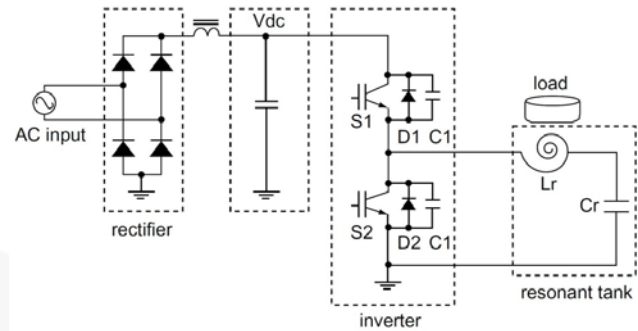 Vdc
load
S1
D1 C1
AC input
Lr
Cr
S2
D2 C1
rectifier
resonant tank
inverter